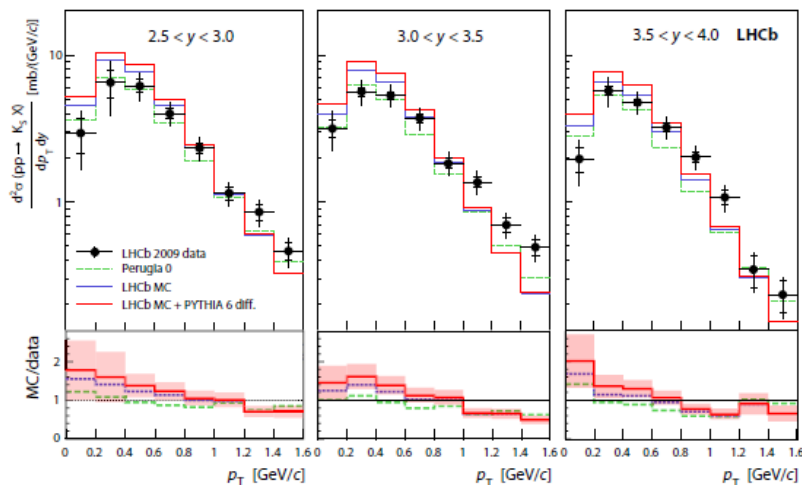 2.5 < y < 3.0
3.0 < y < 3.5
3.5 < y < 4.0 LHCb
d²σ (pp→ K_S X)
dp_T dy
[mb/(GeV/c)]
10
1
LHCb 2009 data
Perugia 0
LHCb MC
LHCb MC + PYTHIA 6 diff.
MC/data
2
1
0
0 0.2 0.4 0.6 0.8 1.0 1.2 1.4 1.6
0.2 0.4 0.6 0.8 1.0 1.2 1.4 1.6
0 0.2 0.4 0.6 0.8 1.0 1.2 1.4 1.6
p_T [GeV/c]
p_T [GeV/c]
p_T [GeV/c]